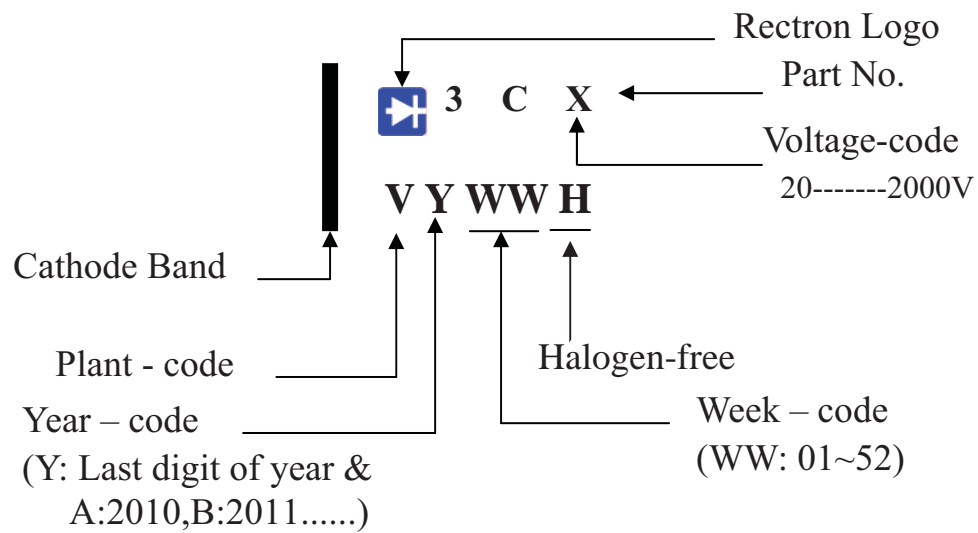 Rectron Logo
3 C X
Part No.
Voltage-code
20-------2000V
V Y WW H
Cathode Band
Plant - code
Halogen-free
Year – code
(Y: Last digit of year &
A:2010,B:2011......)
Week – code
(WW: 01~52)